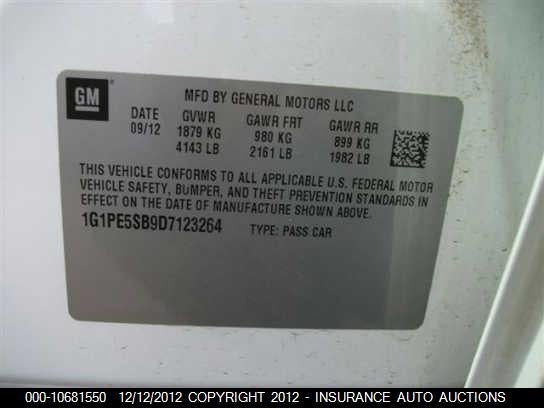 GM
MFD BY GENERAL MOTORS LLC
DATE GVWR GAWR FRT GAWR RR
09/12 1879 KG 980 KG 899 KG
4143 LB 2161 LB 1982 LB
THIS VEHICLE CONFORMS TO ALL APPLICABLE U.S. FEDERAL MOTOR
VEHICLE SAFETY, BUMPER, AND THEFT PREVENTION STANDARDS IN
EFFECT ON THE DATE OF MANUFACTURE SHOWN ABOVE.
1G1PE5SB9D7123264 TYPE: PASS CAR
000-10681550 12/12/2012 COPYRIGHT 2012 - INSURANCE AUTO AUCTIONS